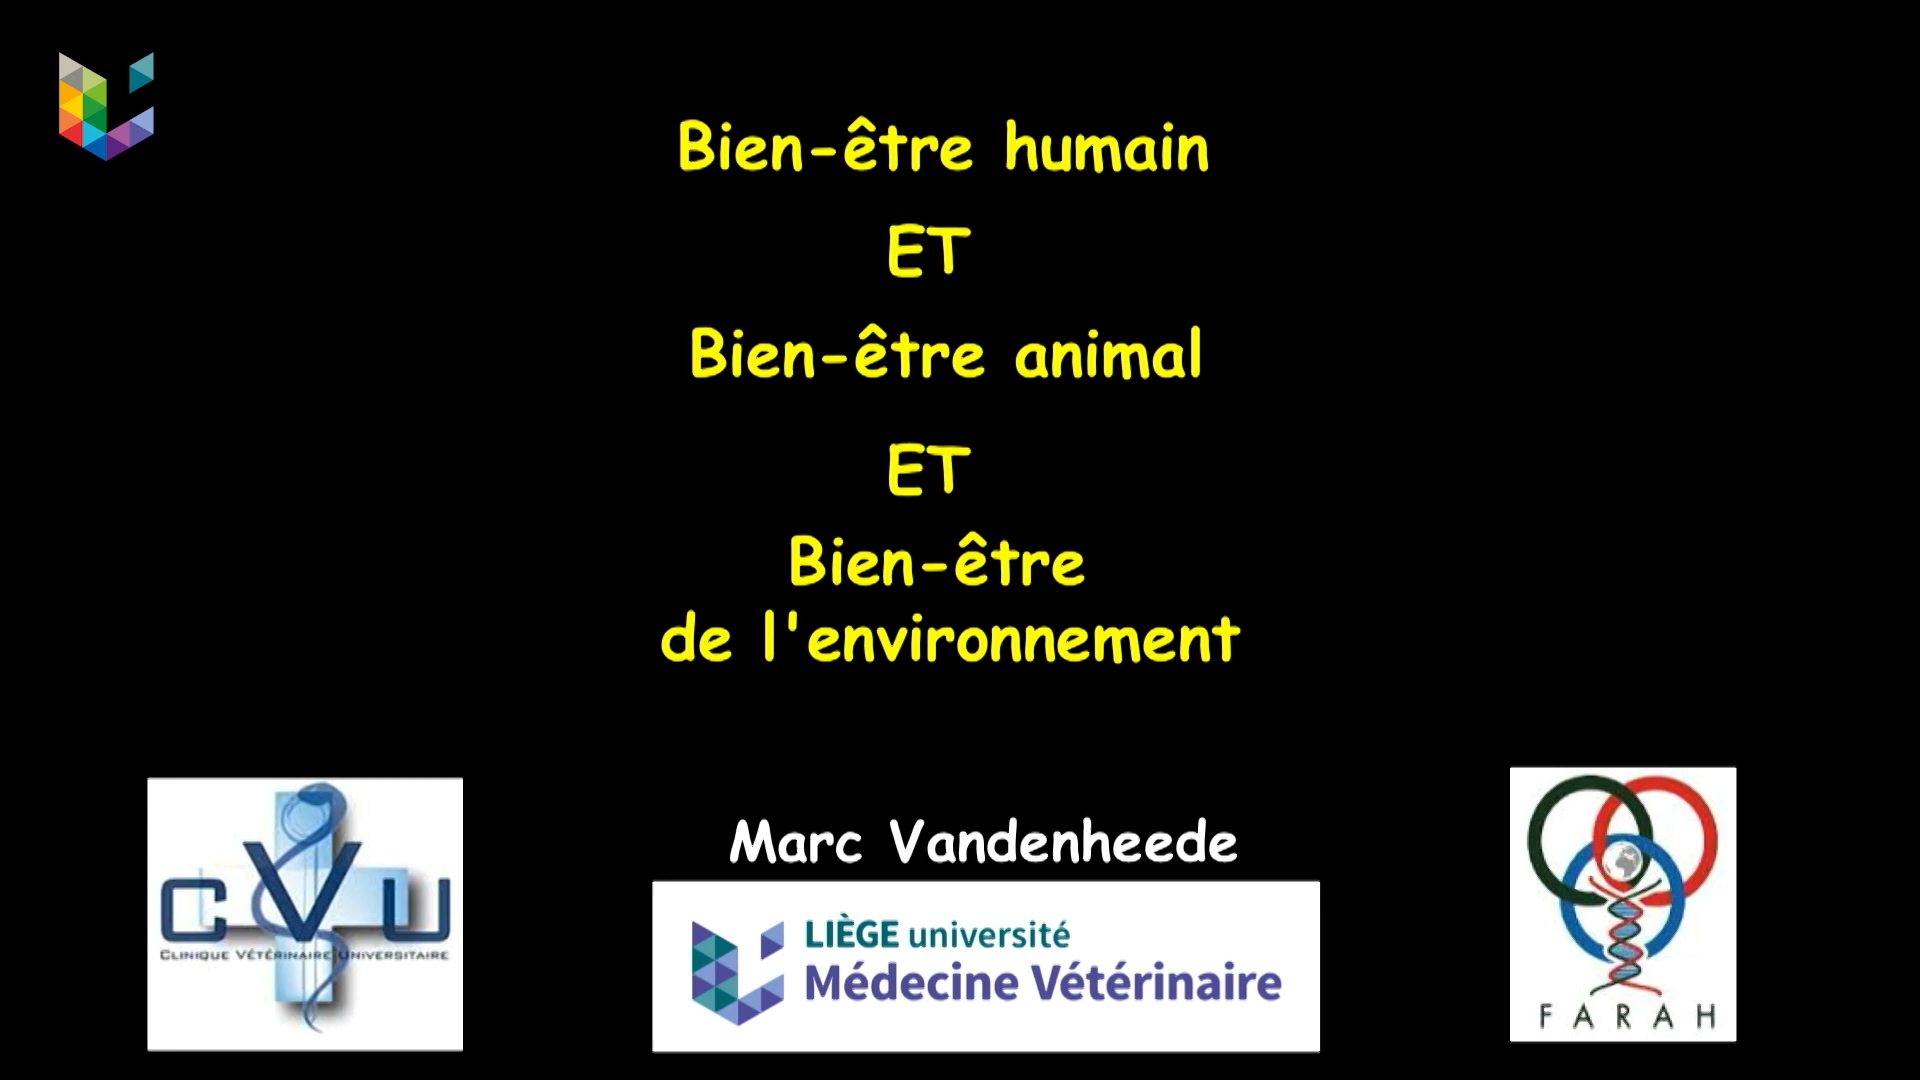 Bien-être humain
ET
Bien-être animal
ET
Bien-être
de l'environnement
Marc Vandenheede
CVU
CLINIQUE VÉTÉRINAIRE UNIVERSITAIRE
LIÈGE université
Médecine Vétérinaire
FARAH